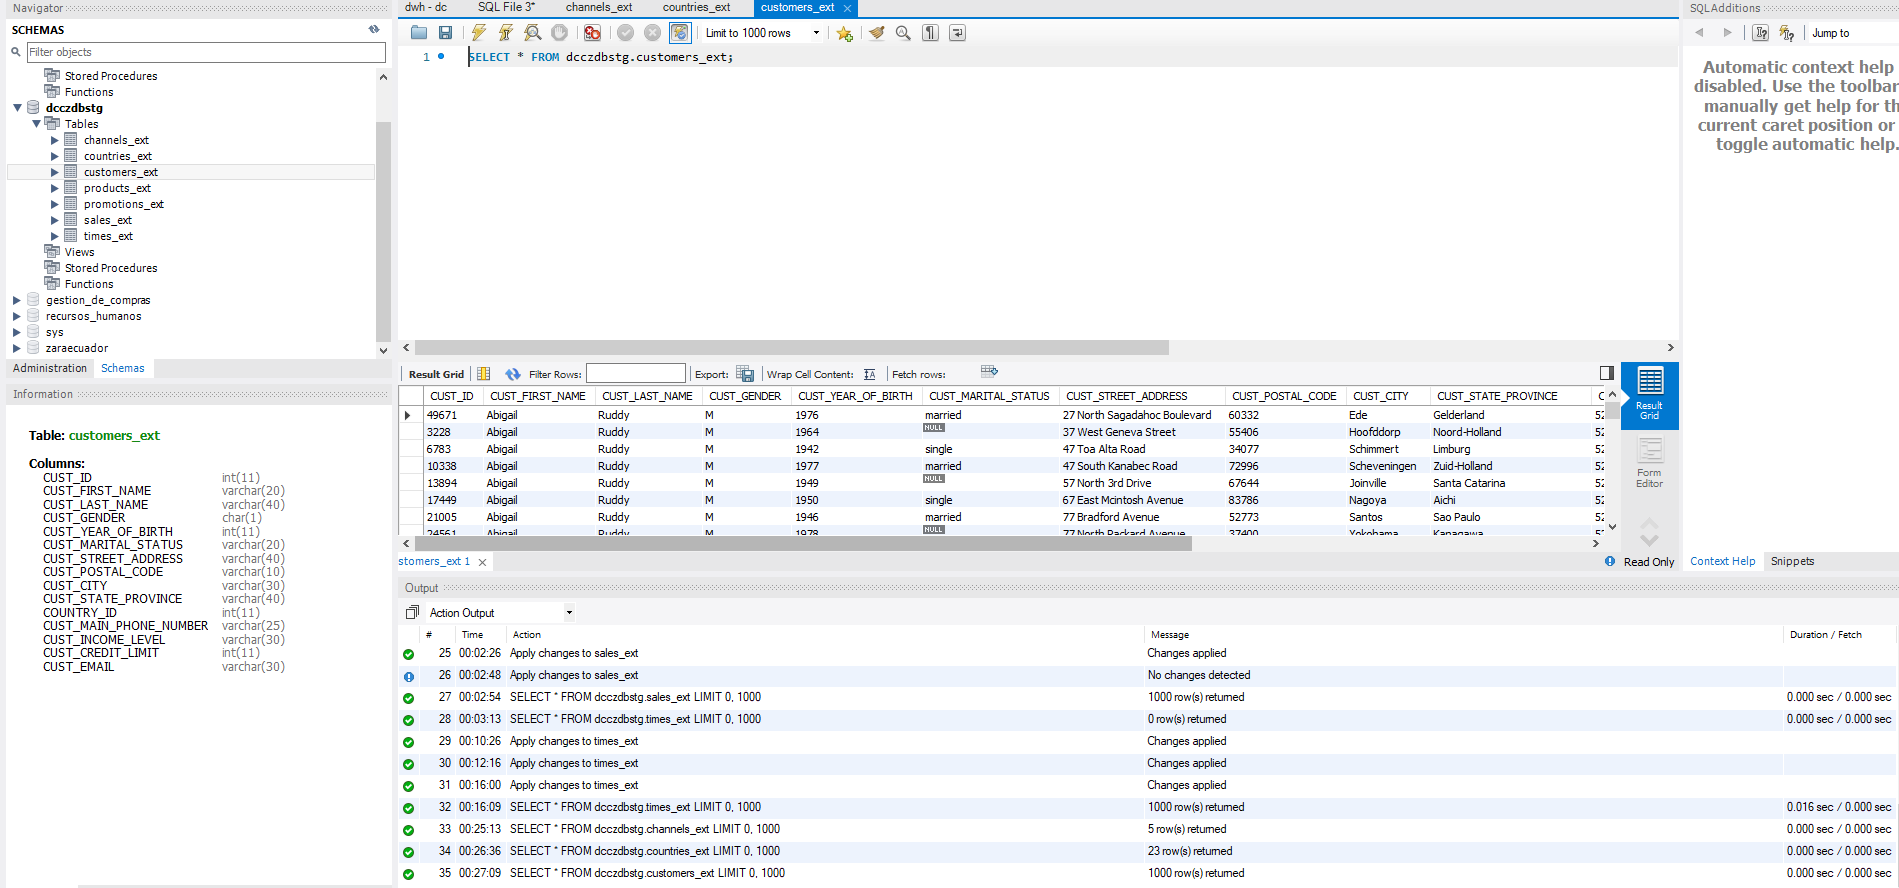 Navigator
SCHEMAS
Filter objects
Stored Procedures
Functions
dcczdbstg
Tables
channels_ext
countries_ext
customers_ext
products_ext
promotions_ext
sales_ext
times_ext
Views
Stored Procedures
Functions
gestion_de_compras
recursos_humanos
sys
zaraecuador
Administration Schemas
Information
Table: customers_ext
Columns:
CUST_ID int(11)
CUST_FIRST_NAME varchar(20)
CUST_LAST_NAME varchar(40)
CUST_GENDER char(1)
CUST_YEAR_OF_BIRTH int(11)
CUST_MARITAL_STATUS varchar(20)
CUST_STREET_ADDRESS varchar(40)
CUST_POSTAL_CODE varchar(10)
CUST_CITY varchar(30)
CUST_STATE_PROVINCE varchar(40)
COUNTRY_ID int(11)
CUST_MAIN_PHONE_NUMBER varchar(25)
CUST_INCOME_LEVEL varchar(30)
CUST_CREDIT_LIMIT int(11)
CUST_EMAIL varchar(30)
dwh - dc SQL File 3* channels_ext countries_ext customers_ext
Limit to 1000 rows
1 SELECT * FROM dcczdbstg.customers_ext;
Result Grid Filter Rows: Export: Wrap Cell Content: Fetch rows:
CUST_ID CUST_FIRST_NAME CUST_LAST_NAME CUST_GENDER CUST_YEAR_OF_BIRTH CUST_MARITAL_STATUS CUST_STREET_ADDRESS CUST_POSTAL_CODE CUST_CITY CUST_STATE_PROVINCE C
49671 Abigail Ruddy M 1976 married 27 North Sagadahoc Boulevard 60332 Ede Gelderland 52
3228 Abigail Ruddy M 1964 NULL 37 West Geneva Street 55406 Hoofddorp Noord-Holland 52
6783 Abigail Ruddy M 1942 single 47 Toa Alta Road 34077 Schimmert Limburg 52
10338 Abigail Ruddy M 1977 married 47 South Kanabec Road 72996 Scheveningen Zuid-Holland 52
13894 Abigail Ruddy M 1949 NULL 57 North 3rd Drive 67644 Joinville Santa Catarina 52
17449 Abigail Ruddy M 1950 single 67 East Mcintosh Avenue 83786 Nagoya Aichi 52
21005 Abigail Ruddy M 1946 married 77 Bradford Avenue 52773 Santos Sao Paulo 52
24561 Abigail Ruddy M 1978 NULL 77 North Packard Avenue 37400 Yokohama Kanagawa 52
Result Grid
Form Editor
stomers_ext 1 Read Only
SQLAdditions
Jump to
Automatic context help
disabled. Use the toolbar
manually get help for th
current caret position or
toggle automatic help.
Context Help Snippets
Output
Action Output
# Time Action Message Duration / Fetch
25 00:02:26 Apply changes to sales_ext Changes applied
26 00:02:48 Apply changes to sales_ext No changes detected
27 00:02:54 SELECT * FROM dcczdbstg.sales_ext LIMIT 0, 1000 1000 row(s) returned 0.000 sec / 0.000 sec
28 00:03:13 SELECT * FROM dcczdbstg.times_ext LIMIT 0, 1000 0 row(s) returned 0.000 sec / 0.000 sec
29 00:10:26 Apply changes to times_ext Changes applied
30 00:12:16 Apply changes to times_ext Changes applied
31 00:16:00 Apply changes to times_ext Changes applied
32 00:16:09 SELECT * FROM dcczdbstg.times_ext LIMIT 0, 1000 1000 row(s) returned 0.016 sec / 0.000 sec
33 00:25:13 SELECT * FROM dcczdbstg.channels_ext LIMIT 0, 1000 5 row(s) returned 0.000 sec / 0.000 sec
34 00:26:36 SELECT * FROM dcczdbstg.countries_ext LIMIT 0, 1000 23 row(s) returned 0.000 sec / 0.000 sec
35 00:27:09 SELECT * FROM dcczdbstg.customers_ext LIMIT 0, 1000 1000 row(s) returned 0.000 sec / 0.000 sec